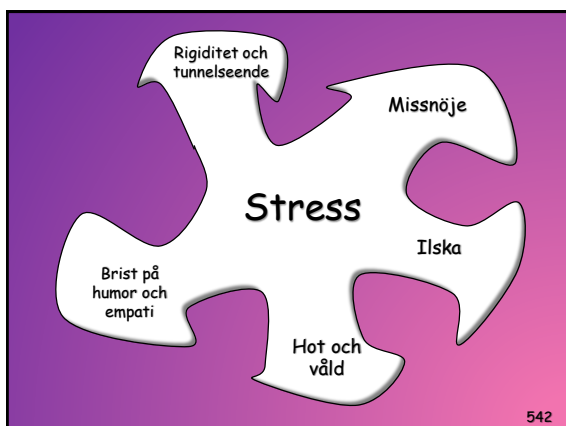 Rigiditet och
tunnelseende
Missnöje
Stress
Ilska
Brist på
humor och
empati
Hot och
våld
542